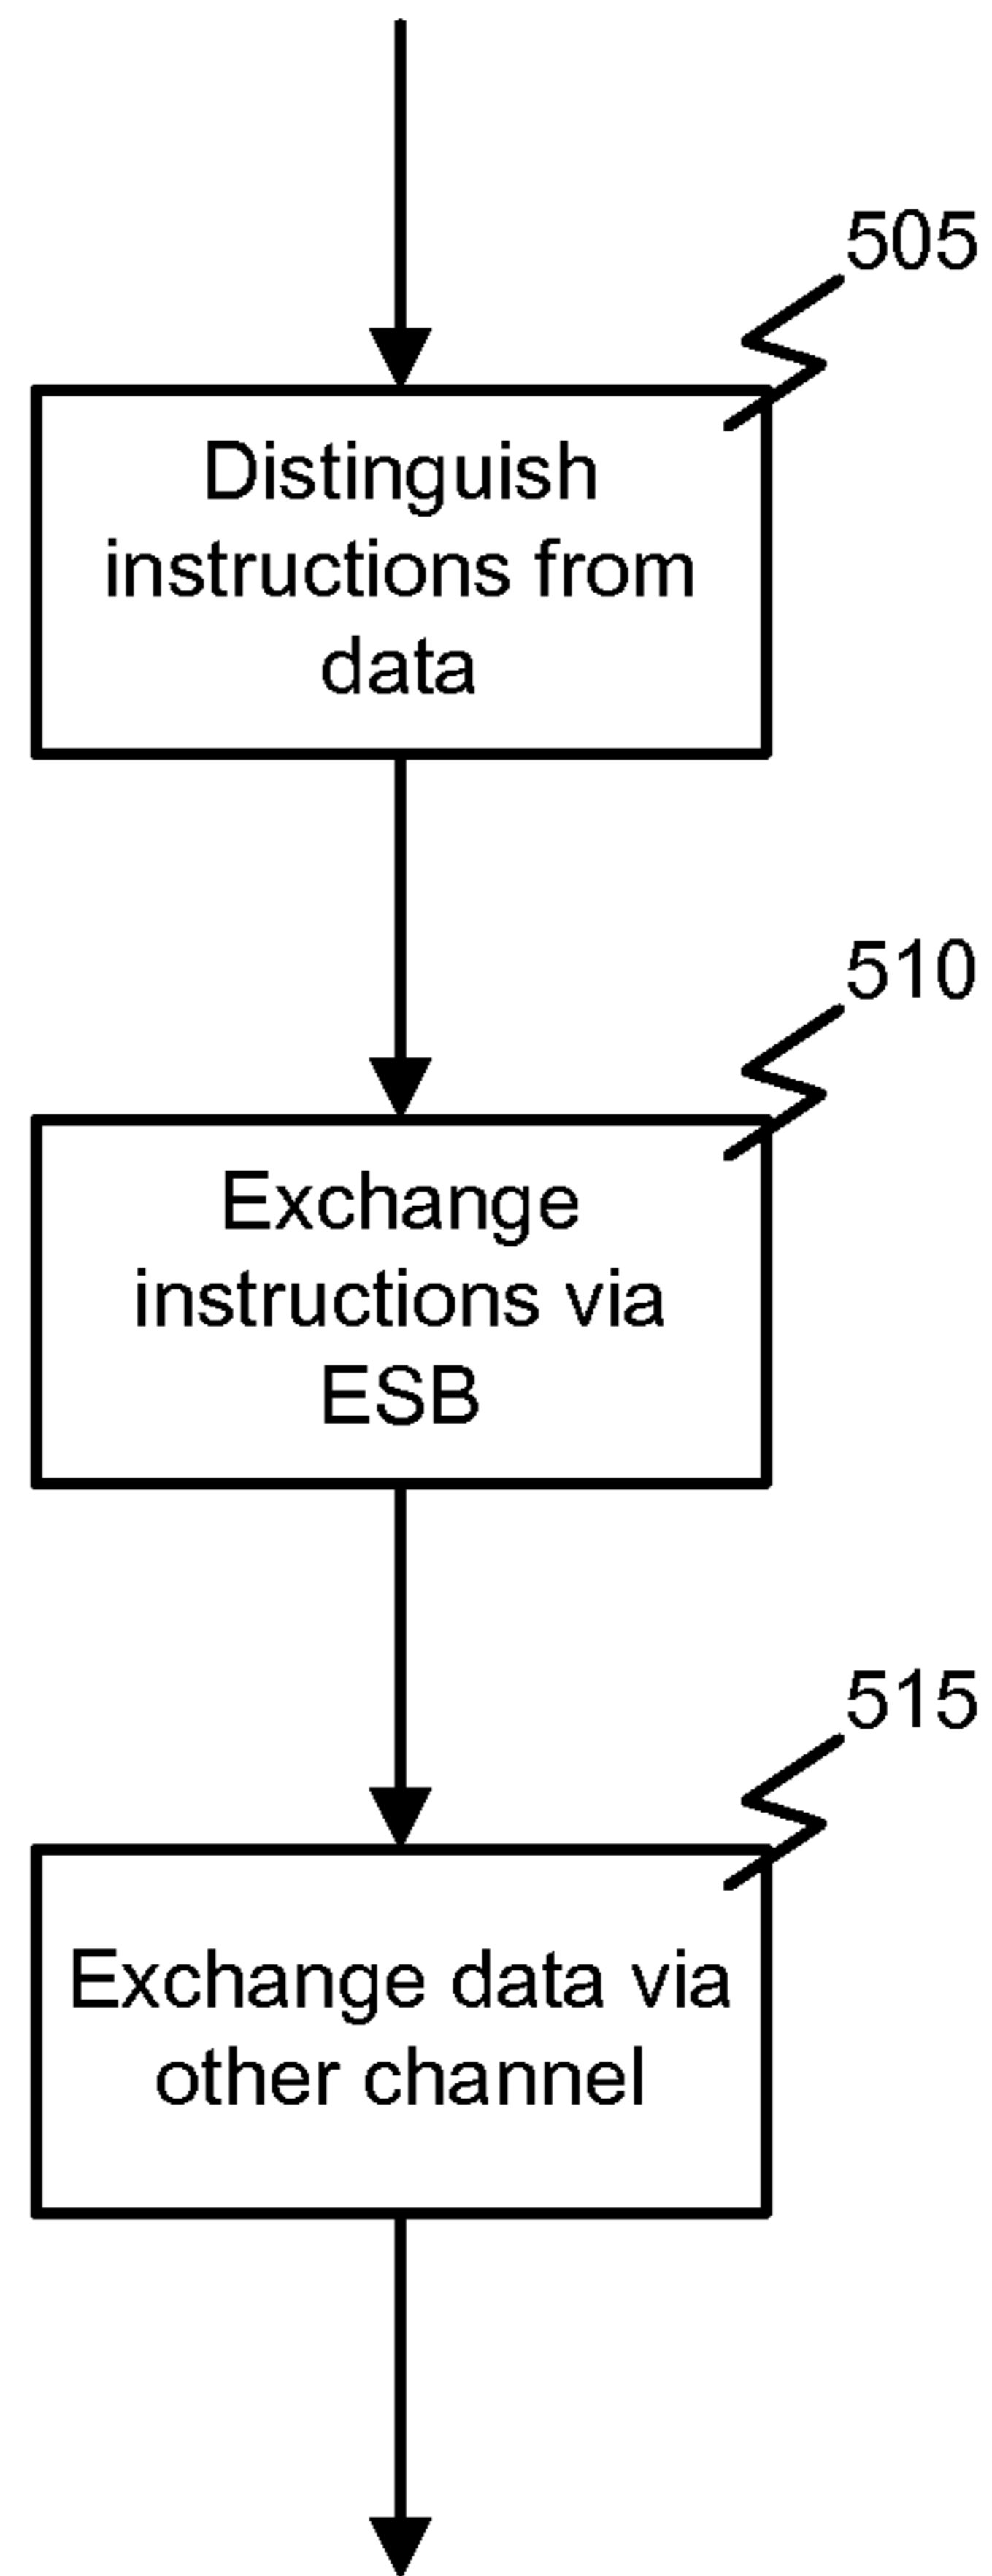 505
Distinguish
instructions from
data
510
Exchange
instructions via
ESB
515
Exchange data via
other channel